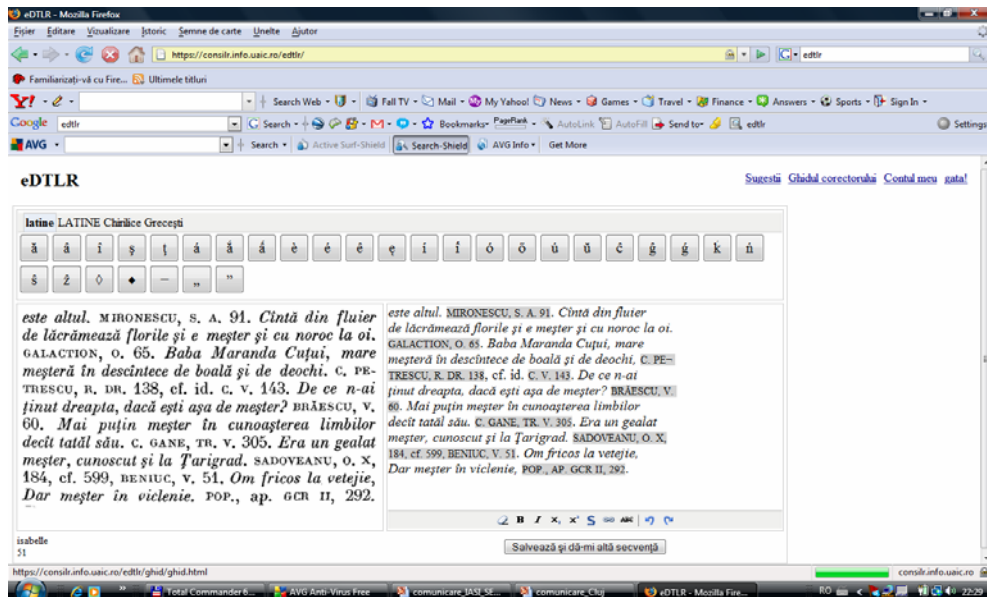 eDTLR - Mozilla Firefox
Fișier Editare Vizualizare Istoric Semne de carte Unelte Ajutor
https://consilr.info.uaic.ro/edtlr/ edtlr
Familiarizați-vă cu Fire... Ultimele titluri
Y! Search Web Fall TV Mail My Yahoo! News Games Travel Finance Answers Sports Sign In
Google edtlr Search Bookmarks PageRank AutoLink AutoFill Send to edtlr Settings
AVG Search Active Surf-Shield Search-Shield AVG Info Get More
eDTLR
Sugestii Ghidul corectorului Contul meu gata!
latine LATINE Chirilice Grecești
ă â î ș ț á ắ ấ è é ê ę í î́ ó ö ú ŭ ĉ ĝ ǵ ḱ ń
ŝ ẑ ◊ ♦ — „ ”
este altul. MIRONESCU, S. A. 91. Cîntă din fluier
de lăcrămează florile și e meșter și cu noroc la oi.
GALACTION, O. 65. Baba Maranda Cuțui, mare
meșteră în descîntece de boală și de deochi. C. PE-
TRESCU, R. DR. 138, cf. id. C. V. 143. De ce n-ai
ținut dreapta, dacă ești așa de meșter? BRĂESCU, V.
60. Mai puțin meșter în cunoașterea limbilor
decît tatăl său. C. GANE, TR. V. 305. Era un gealat
meșter, cunoscut și la Țarigrad. SADOVEANU, O. X,
184, cf. 599, BENIUC, V. 51. Om fricos la vetejie,
Dar meșter în viclenie. POP., ap. GCR II, 292.
este altul. MIRONESCU, S. A. 91. Cîntă din fluier
de lăcrămează florile și e meșter și cu noroc la oi.
GALACTION, O. 65. Baba Maranda Cuțui, mare
meșteră în descîntece de boală și de deochi, C. PE-
TRESCU, R. DR. 138, cf. id. C. V. 143. De ce n-ai
ținut dreapta, dacă ești așa de meșter? BRĂESCU, V.
60. Mai puțin meșter în cunoașterea limbilor
decît tatăl său. C. GANE, TR. V. 305. Era un gealat
meșter, cunoscut și la Țarigrad. SADOVEANU, O. X,
184, cf. 599, BENIUC, V. 51. Om fricos la vetejie,
Dar meșter în viclenie, POP., AP. GCR II, 292.
B I X, X² S ABC
isabelle
51
Salvează și dă-mi altă secvență
https://consilr.info.uaic.ro/edtlr/ghid/ghid.html consilr.info.uaic.ro
Total Commander 6... AVG Anti-Virus Free comunicare_IASI_SE... comunicare_Cluj eDTLR - Mozilla Fire... RO 22:29